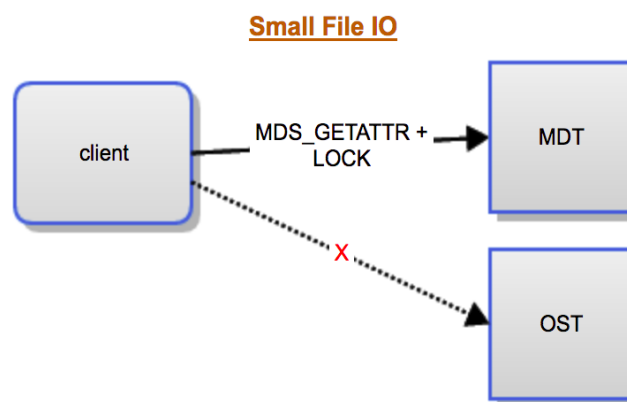 Small File IO
client
MDS_GETATTR +
LOCK
MDT
X
OST